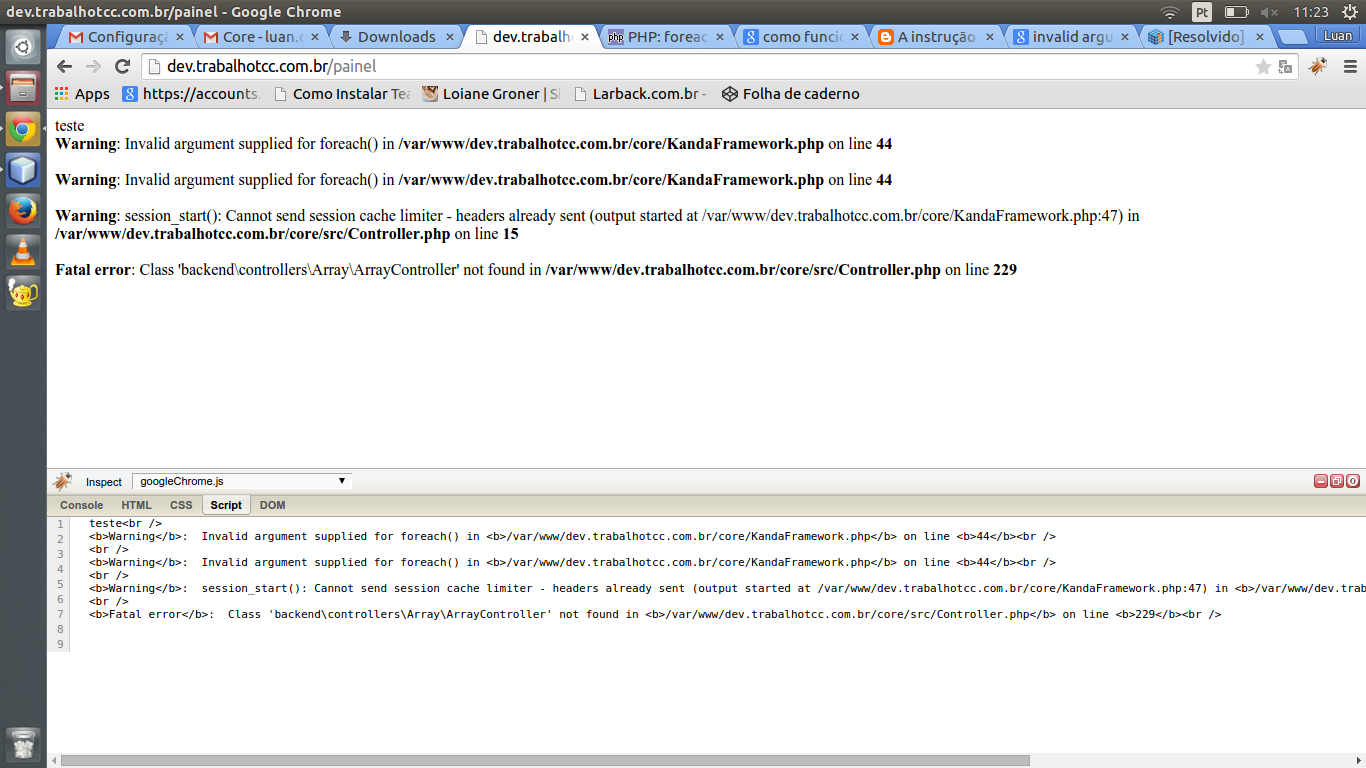 dev.trabalhotcc.com.br/painel - Google Chrome
Pt
11:23
Configuraç
Core - luan.c
Downloads
dev.trabalh
PHP: foreac
como funcio
A instrução
invalid argu
[Resolvido]
Luan
dev.trabalhotcc.com.br/painel
Apps
https://accounts.
Como Instalar Tea
Loiane Groner | Si
Larback.com.br -
Folha de caderno
teste
Warning: Invalid argument supplied for foreach() in /var/www/dev.trabalhotcc.com.br/core/KandaFramework.php on line 44
Warning: Invalid argument supplied for foreach() in /var/www/dev.trabalhotcc.com.br/core/KandaFramework.php on line 44
Warning: session_start(): Cannot send session cache limiter - headers already sent (output started at /var/www/dev.trabalhotcc.com.br/core/KandaFramework.php:47) in
/var/www/dev.trabalhotcc.com.br/core/src/Controller.php on line 15
Fatal error: Class 'backend\controllers\Array\ArrayController' not found in /var/www/dev.trabalhotcc.com.br/core/src/Controller.php on line 229
Inspect
googleChrome.js
Console HTML CSS Script DOM
1 teste<br />
2 <b>Warning</b>:  Invalid argument supplied for foreach() in <b>/var/www/dev.trabalhotcc.com.br/core/KandaFramework.php</b> on line <b>44</b><br />
3 <br />
4 <b>Warning</b>:  Invalid argument supplied for foreach() in <b>/var/www/dev.trabalhotcc.com.br/core/KandaFramework.php</b> on line <b>44</b><br />
5 <br />
6 <b>Warning</b>:  session_start(): Cannot send session cache limiter - headers already sent (output started at /var/www/dev.trabalhotcc.com.br/core/KandaFramework.php:47) in <b>/var/www/dev.trab
7 <br />
8 <b>Fatal error</b>:  Class 'backend\controllers\Array\ArrayController' not found in <b>/var/www/dev.trabalhotcc.com.br/core/src/Controller.php</b> on line <b>229</b><br />
9